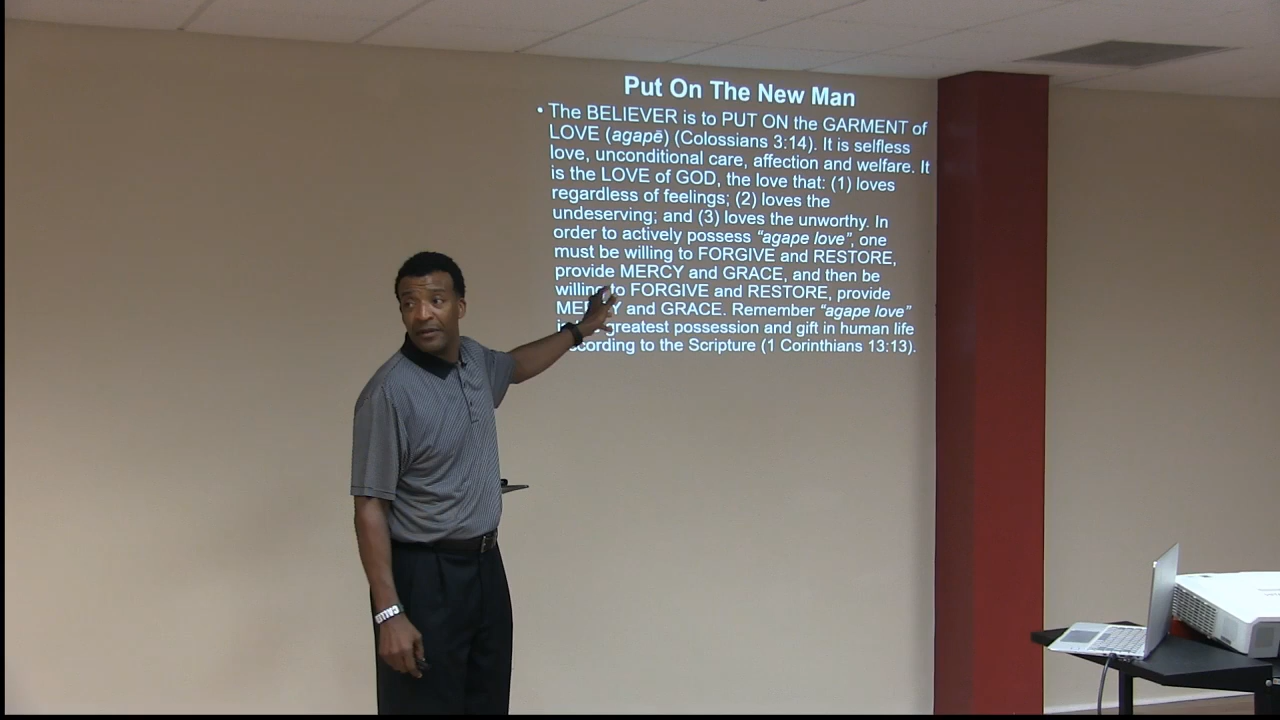 Put On The New Man
• The BELIEVER is to PUT ON the GARMENT of
LOVE (agapē) (Colossians 3:14). It is selfless
love, unconditional care, affection and welfare. It
is the LOVE of GOD, the love that: (1) loves
regardless of feelings; (2) loves the
undeserving; and (3) loves the unworthy. In
order to actively possess “agape love”, one
must be willing to FORGIVE and RESTORE,
provide MERCY and GRACE, and then be
willing to FORGIVE and RESTORE, provide
and GRACE. Remember “agape love”
greatest possession and gift in human life
to the Scripture (1 Corinthians 13:13).